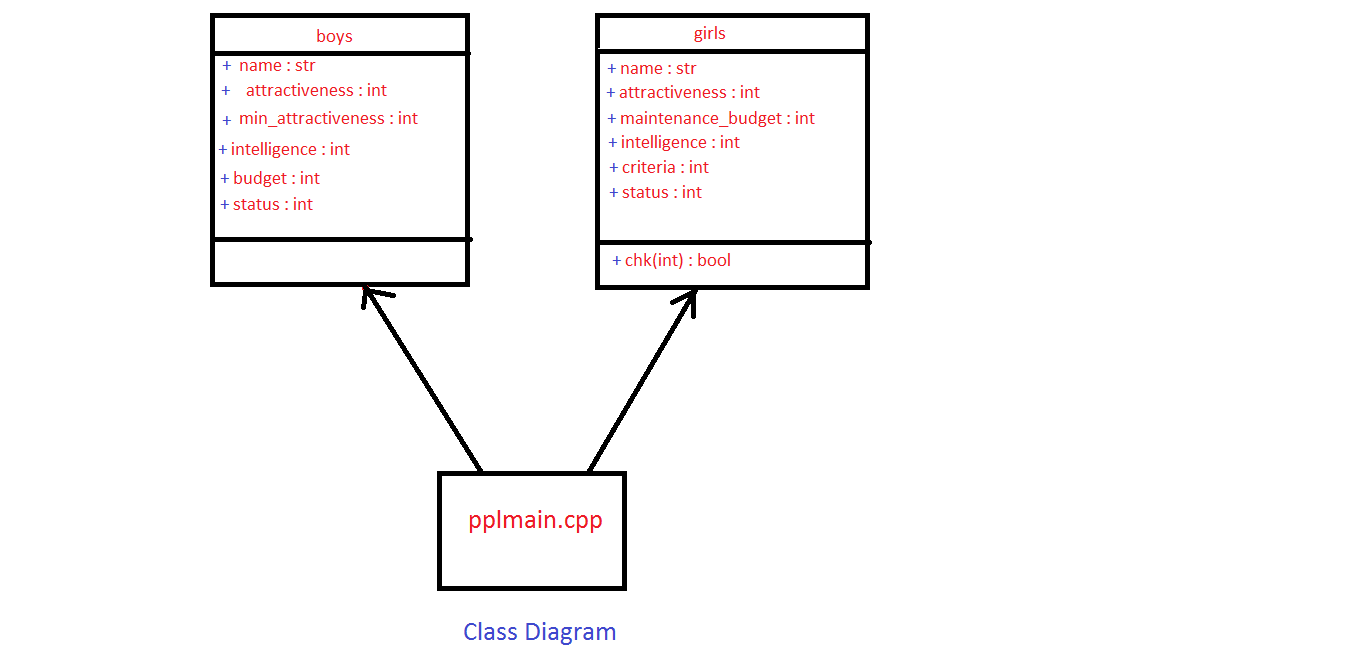 boys
+ name : str
+ attractiveness : int
+ min_attractiveness : int
+ intelligence : int
+ budget : int
+ status : int
girls
+ name : str
+ attractiveness : int
+ maintenance_budget : int
+ intelligence : int
+ criteria : int
+ status : int
+ chk(int) : bool
pplmain.cpp
Class Diagram